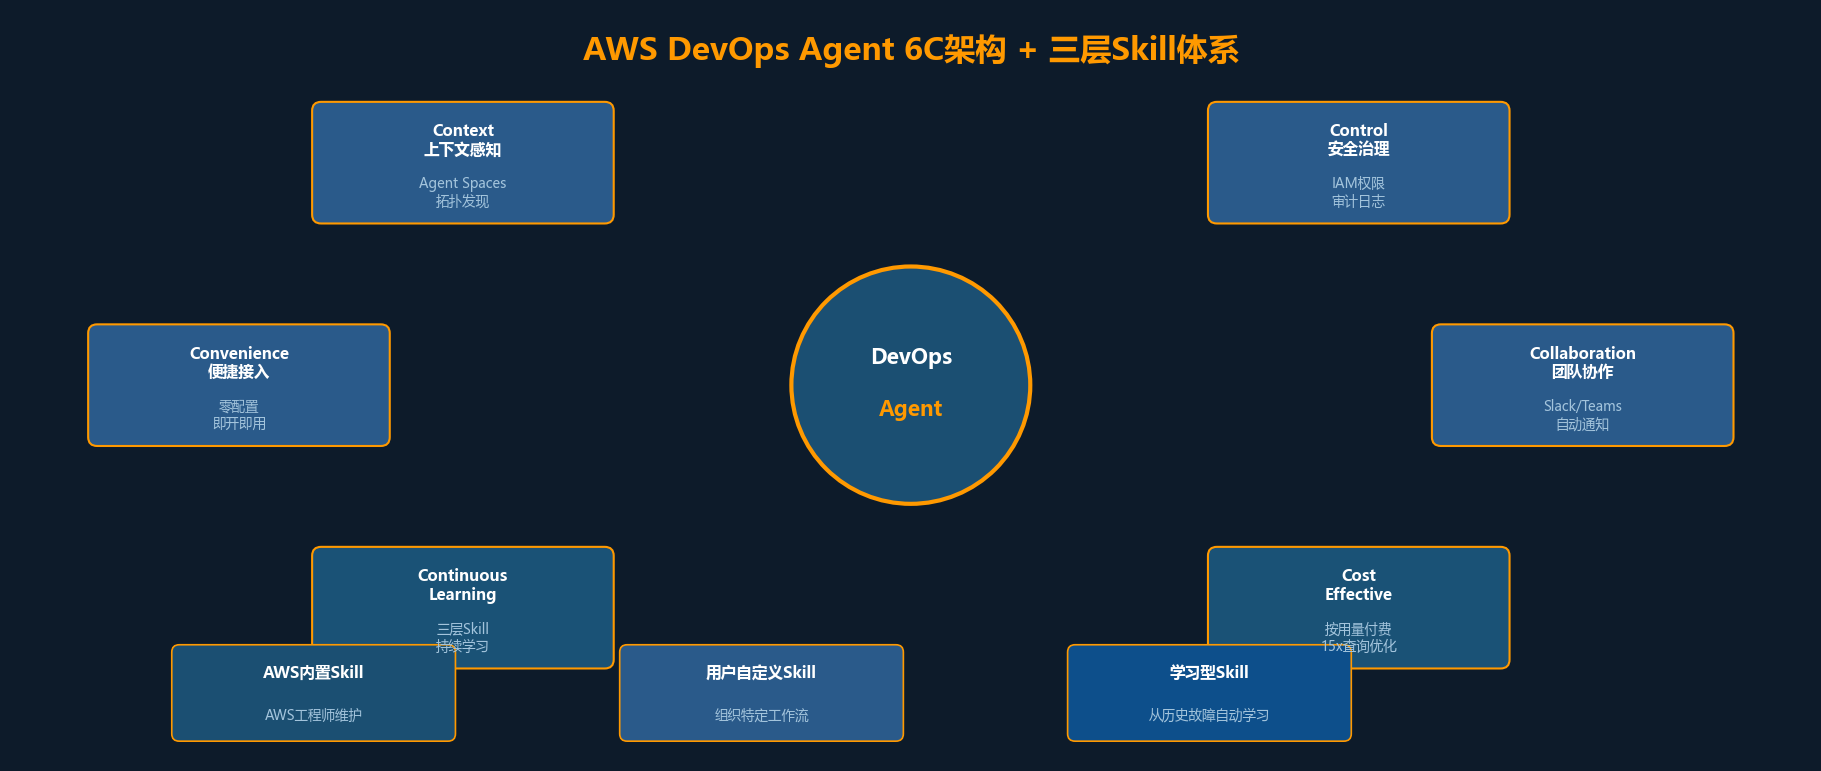 AWS DevOps Agent 6C架构 + 三层Skill体系
Context
上下文感知
Agent Spaces
拓扑发现
Control
安全治理
IAM权限
审计日志
Convenience
便捷接入
零配置
即开即用
DevOps
Agent
Collaboration
团队协作
Slack/Teams
自动通知
Continuous
Learning
三层Skill
持续学习
Cost
Effective
按用量付费
15x查询优化
AWS内置Skill
AWS工程师维护
用户自定义Skill
组织特定工作流
学习型Skill
从历史故障自动学习